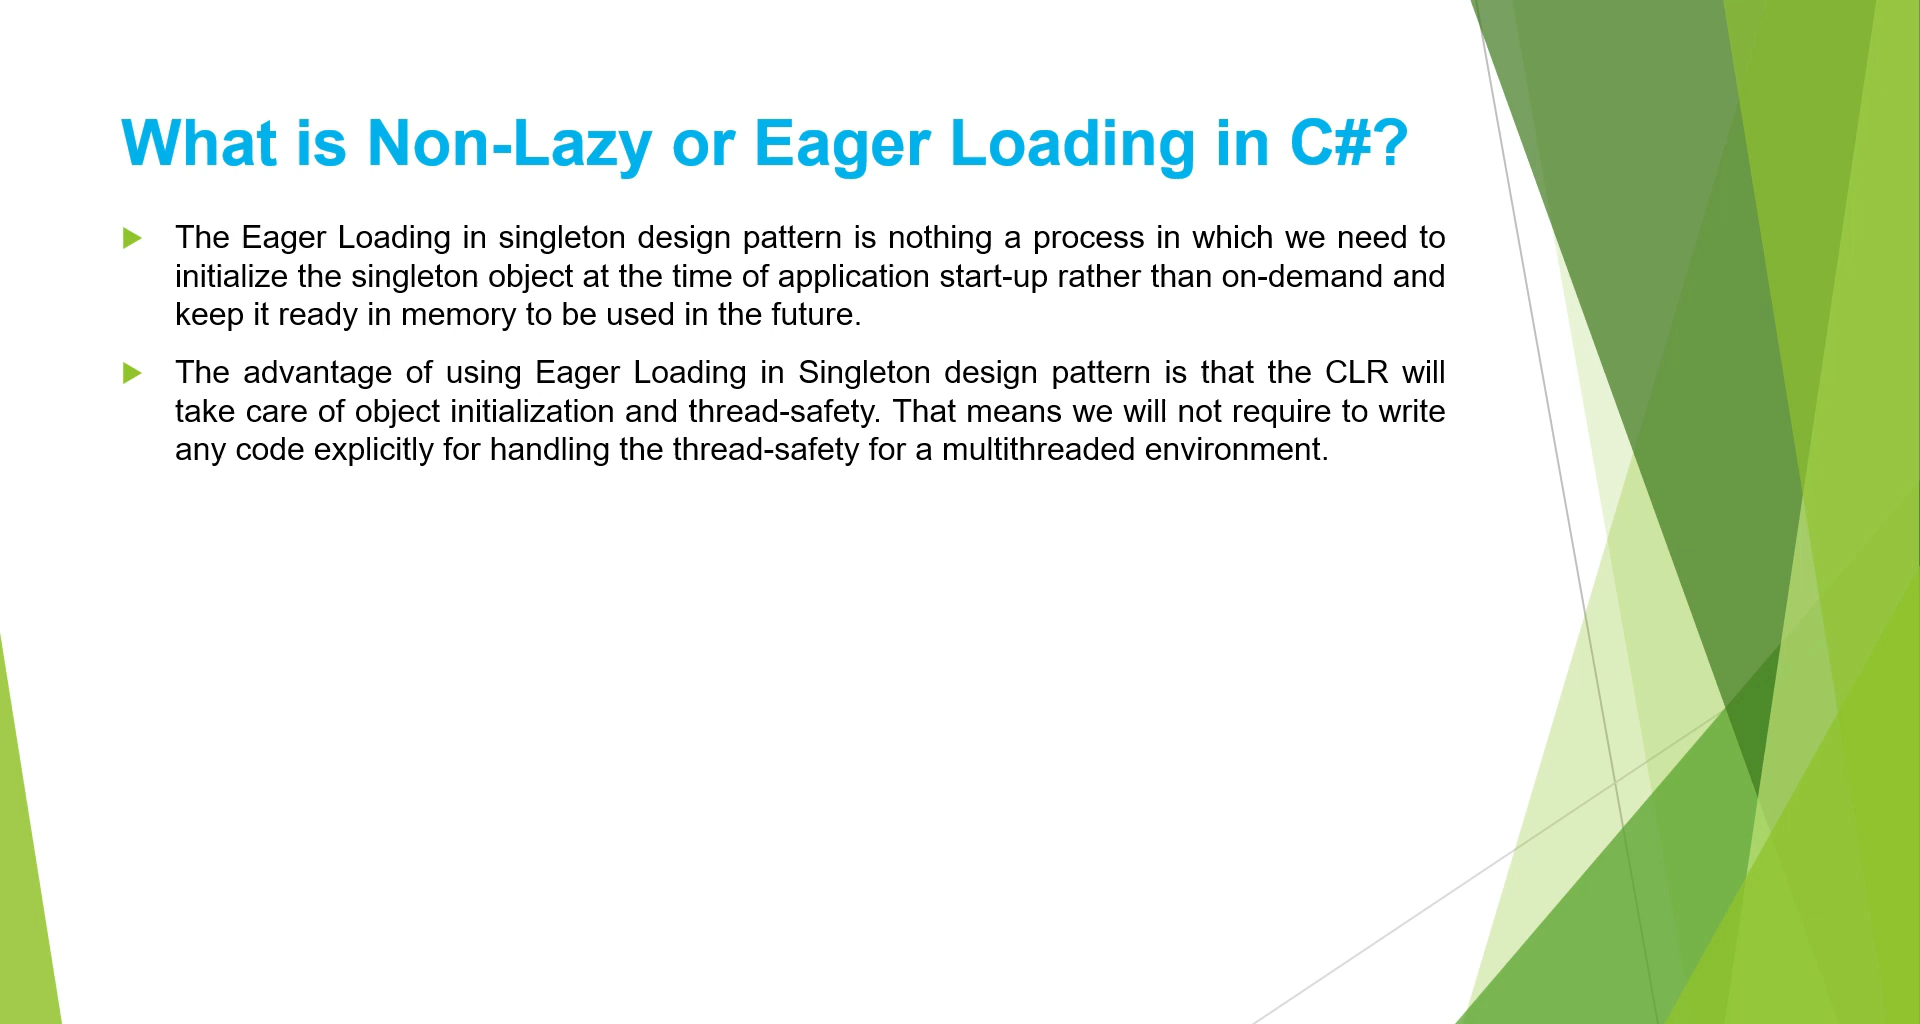 What is Non-Lazy or Eager Loading in C#?
The Eager Loading in singleton design pattern is nothing a process in which we need to
initialize the singleton object at the time of application start-up rather than on-demand and
keep it ready in memory to be used in the future.
The advantage of using Eager Loading in Singleton design pattern is that the CLR will
take care of object initialization and thread-safety. That means we will not require to write
any code explicitly for handling the thread-safety for a multithreaded environment.